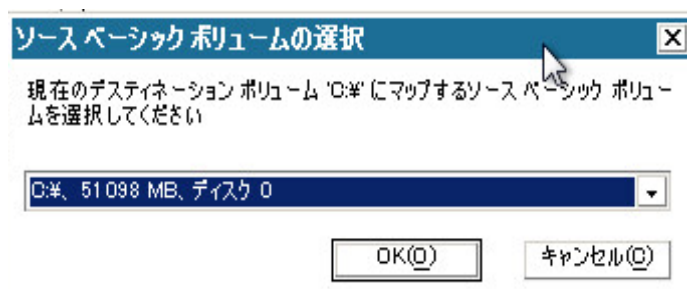 ソース ベーシック ボリュームの選択
現在のデスティネーション ボリューム 'C:¥' にマップするソース ベーシック ボリュー
ムを選択してください
C:¥、51098 MB、ディスク 0
OK(O)
キャンセル(C)